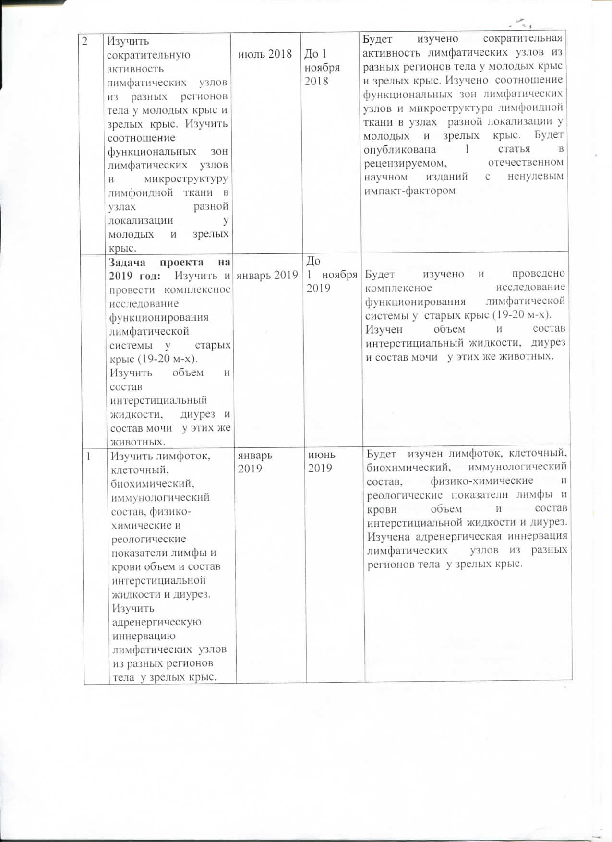 2
Изучить
сократительную
активность
лимфатических узлов
из разных регионов
тела у молодых крыс и
зрелых крыс. Изучить
соотношение
функциональных зон
лимфатических узлов
и микроструктуру
лимфоидной ткани в
узлах разной
локализации у
молодых и зрелых
крыс.
июль 2018
До 1
ноября
2018
Будет изучено сократительная
активность лимфатических узлов из
разных регионов тела у молодых крыс
и зрелых крыс. Изучено соотношение
функциональных зон лимфатических
узлов и микроструктура лимфоидной
ткани в узлах разной локализации у
молодых и зрелых крыс. Будет
опубликована 1 статья в
рецензируемом, отечественном
научном изданий с ненулевым
импакт-фактором
Задача проекта на
2019 год: Изучить и
провести комплексное
исследование
функционирования
лимфатической
системы у старых
крыс (19-20 м-х).
Изучить объем и
состав
интерстициальный
жидкости, диурез и
состав мочи у этих же
животных.
январь 2019
До
1 ноября
2019
Будет изучено и проведено
комплексное исследование
функционирования лимфатической
системы у старых крыс (19-20 м-х).
Изучен объем и состав
интерстициальный жидкости, диурез
и состав мочи у этих же животных.
1
Изучить лимфоток,
клеточный,
биохимический,
иммунологический
состав, физико-
химические и
реологические
показатели лимфы и
крови объем и состав
интерстициальной
жидкости и диурез.
Изучить
адренергическую
иннервацию
лимфатических узлов
из разных регионов
тела у зрелых крыс.
январь
2019
июнь
2019
Будет изучен лимфоток, клеточный,
биохимический, иммунологический
состав, физико-химические и
реологические показатели лимфы и
крови объем и состав
интерстициальной жидкости и диурез.
Изучена адренергическая иннервация
лимфатических узлов из разных
регионов тела у зрелых крыс.